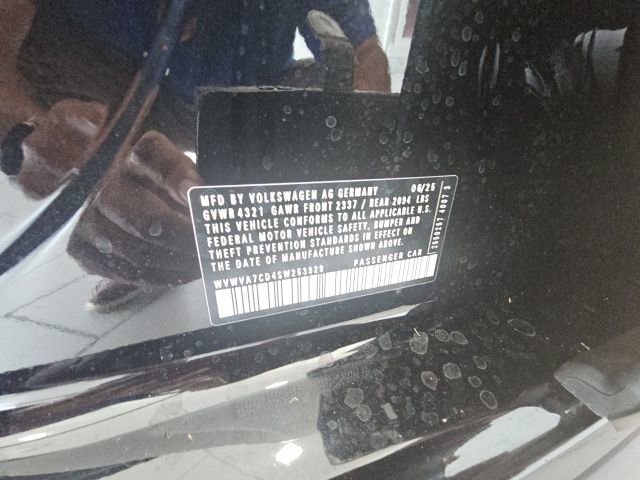 MFD BY VOLKSWAGEN AG GERMANY 06/25
GVWR 4321 GAWR FRONT 2337 / REAR 2094 LBS
THIS VEHICLE CONFORMS TO ALL APPLICABLE U.S.
FEDERAL MOTOR VEHICLE SAFETY, BUMPER AND
THEFT PREVENTION STANDARDS IN EFFECT ON
THE DATE OF MANUFACTURE SHOWN ABOVE.
WVWVA7CD4SW253929 PASSENGER CAR